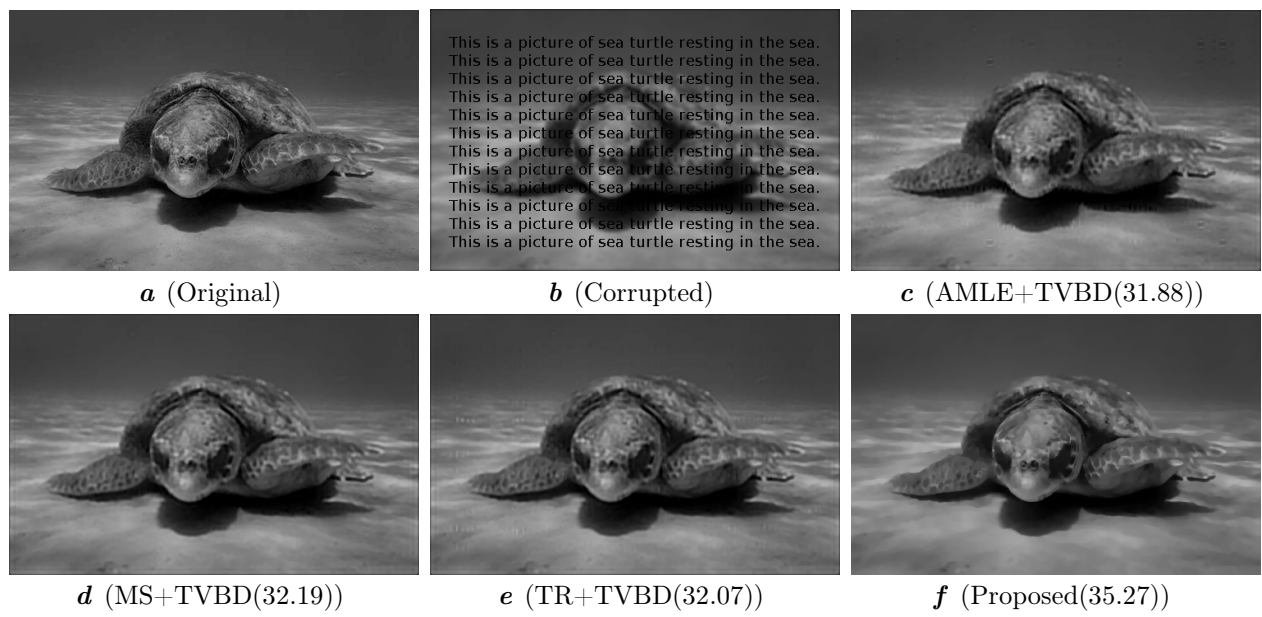 This is a picture of sea turtle resting in the sea.
This is a picture of sea turtle resting in the sea.
This is a picture of sea turtle resting in the sea.
This is a picture of sea turtle resting in the sea.
This is a picture of sea turtle resting in the sea.
This is a picture of sea turtle resting in the sea.
This is a picture of sea turtle resting in the sea.
This is a picture of sea turtle resting in the sea.
This is a picture of sea turtle resting in the sea.
This is a picture of sea turtle resting in the sea.
This is a picture of sea turtle resting in the sea.
This is a picture of sea turtle resting in the sea.
a (Original)
b (Corrupted)
c (AMLE+TVBD(31.88))
d (MS+TVBD(32.19))
e (TR+TVBD(32.07))
f (Proposed(35.27))